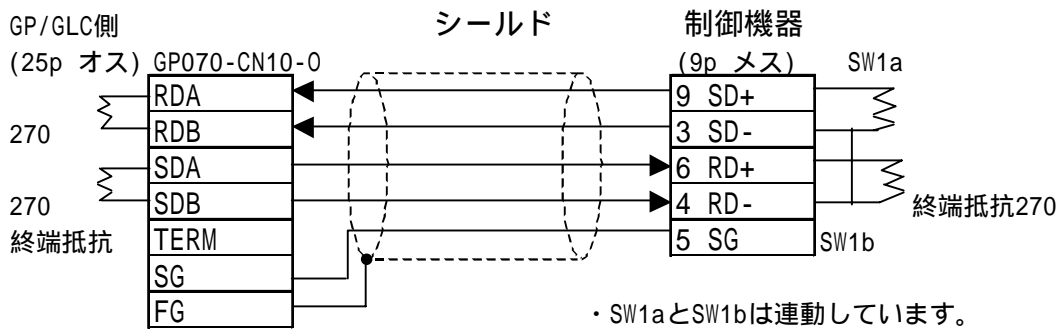 GP/GLC側 シールド 制御機器
(25p オス) GP070-CN10-O (9p メス) SW1a
RDA 9 SD+
270 RDB 3 SD-
SDA 6 RD+
270 SDB 4 RD- 終端抵抗270
終端抵抗 TERM 5 SG SW1b
SG
FG
・SW1aとSW1bは連動しています。